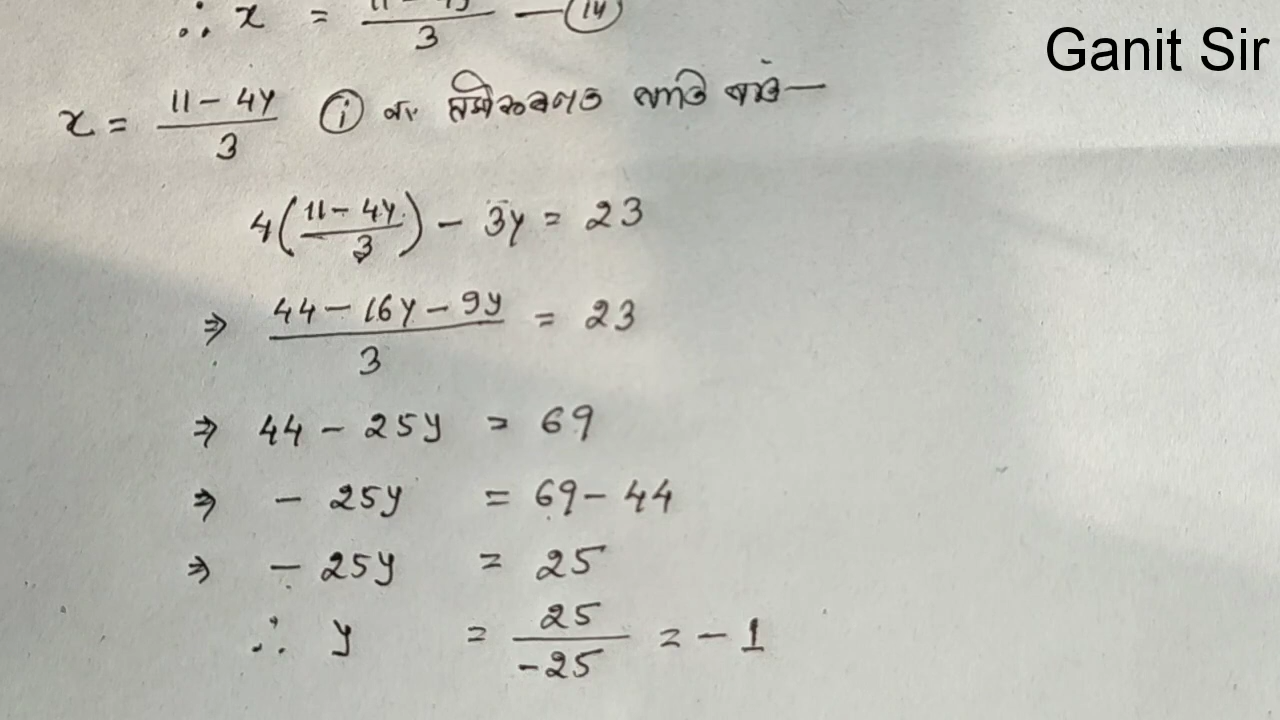 Ganit Sir
∴ x = 11 - 4y / 3 — (iv)
x = 11 - 4y / 3 (i) নং সমীকৰণত
4(11 - 4y / 3) - 3y = 23
⇒ 44 - 16y - 9y / 3 = 23
⇒ 44 - 25y = 69
⇒ - 25y = 69 - 44
⇒ - 25y = 25
∴ y = 25 / -25 = - 1